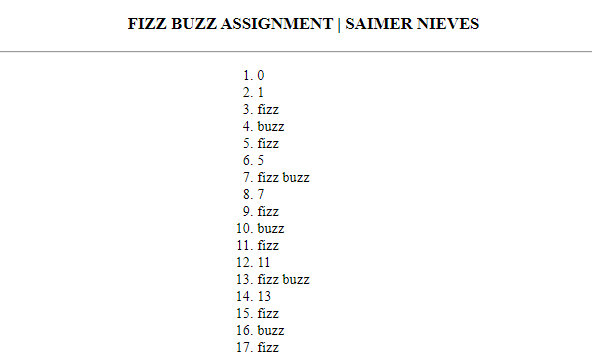 FIZZ BUZZ ASSIGNMENT | SAIMER NIEVES
1. 0
2. 1
3. fizz
4. buzz
5. fizz
6. 5
7. fizz buzz
8. 7
9. fizz
10. buzz
11. fizz
12. 11
13. fizz buzz
14. 13
15. fizz
16. buzz
17. fizz